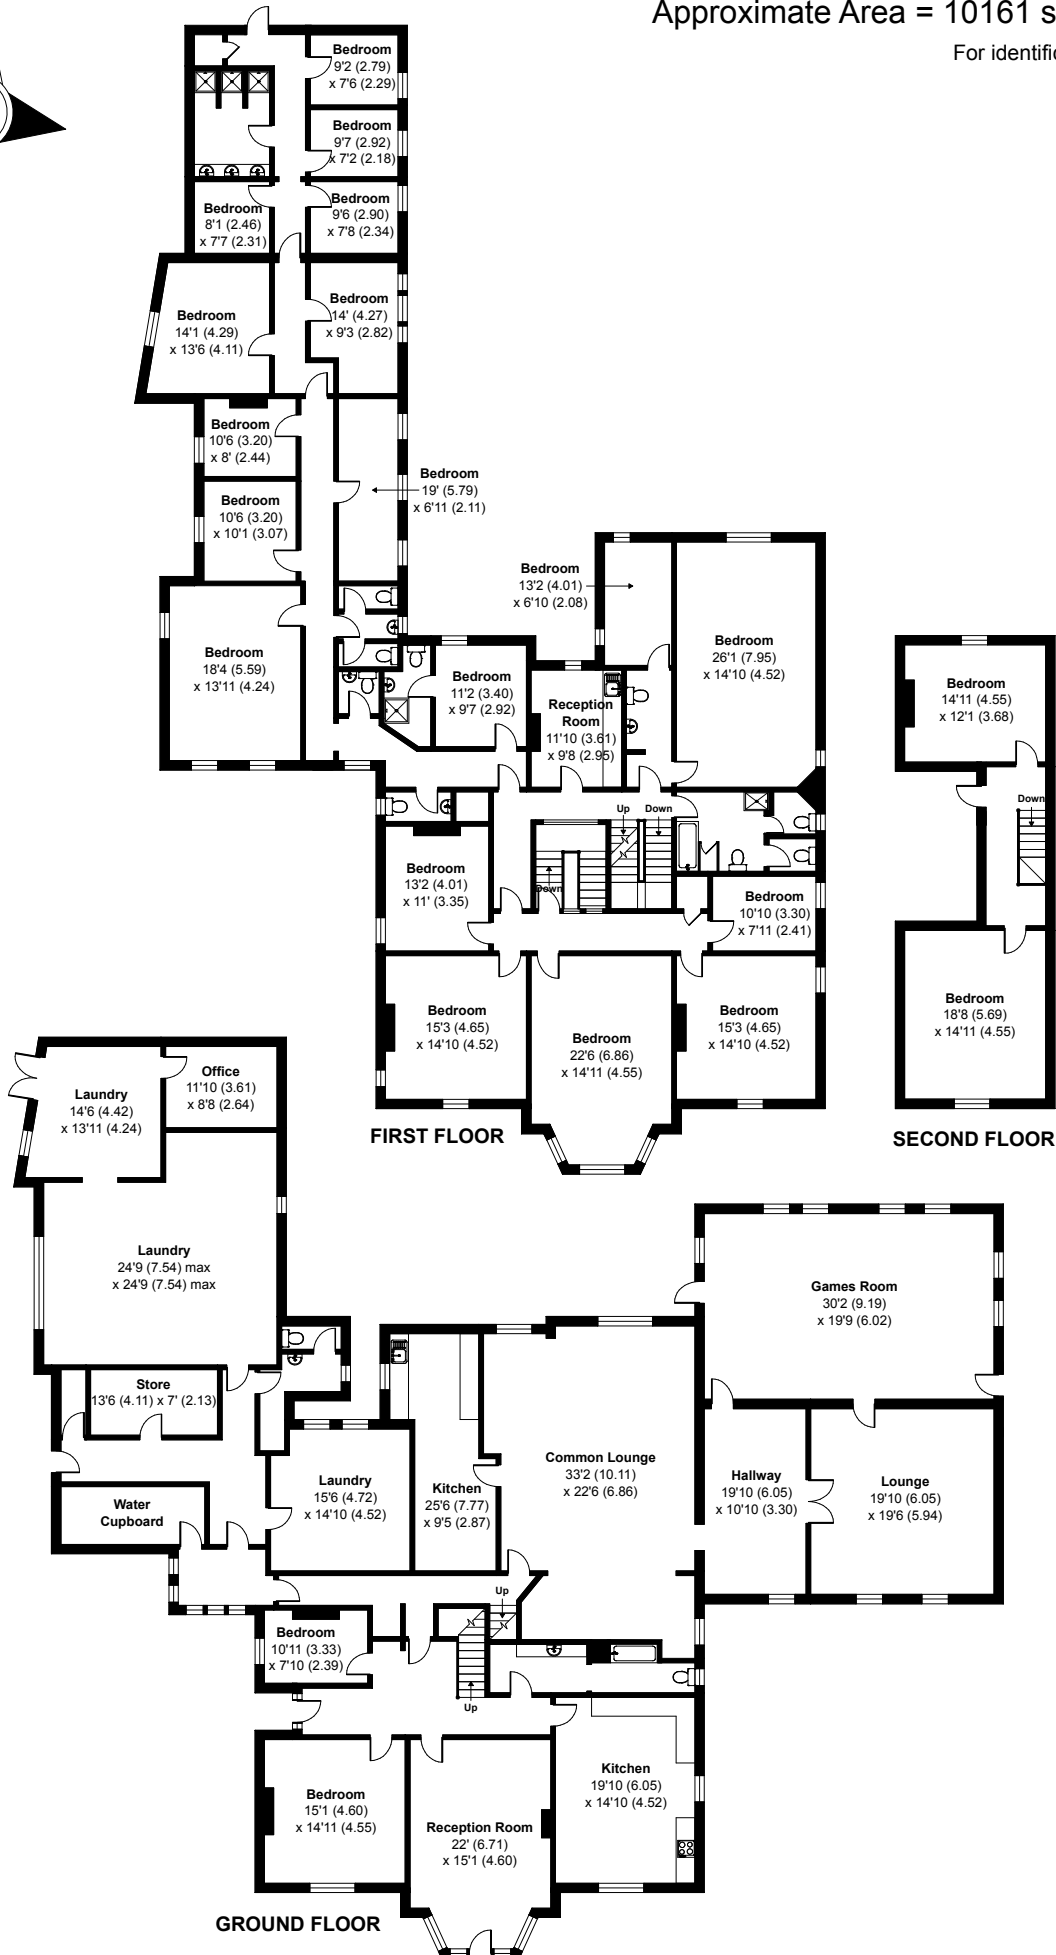 Approximate Area = 10161 s
For identific
Bedroom
9'2 (2.79)
x 7'6 (2.29)
Bedroom
9'7 (2.92)
x 7'2 (2.18)
Bedroom
9'6 (2.90)
x 7'8 (2.34)
Bedroom
8'1 (2.46)
x 7'7 (2.31)
Bedroom
14' (4.27)
x 9'3 (2.82)
Bedroom
14'1 (4.29)
x 13'6 (4.11)
Bedroom
10'6 (3.20)
x 8' (2.44)
Bedroom
19' (5.79)
x 6'11 (2.11)
Bedroom
10'6 (3.20)
x 10'1 (3.07)
Bedroom
13'2 (4.01)
x 6'10 (2.08)
Bedroom
18'4 (5.59)
x 13'11 (4.24)
Bedroom
11'2 (3.40)
x 9'7 (2.92)
Reception
Room
11'10 (3.61)
x 9'8 (2.95)
Bedroom
26'1 (7.95)
x 14'10 (4.52)
Bedroom
14'11 (4.55)
x 12'1 (3.68)
Down
Up
Down
Down
Bedroom
13'2 (4.01)
x 11' (3.35)
Bedroom
10'10 (3.30)
x 7'11 (2.41)
Bedroom
15'3 (4.65)
x 14'10 (4.52)
Bedroom
22'6 (6.86)
x 14'11 (4.55)
Bedroom
15'3 (4.65)
x 14'10 (4.52)
Bedroom
18'8 (5.69)
x 14'11 (4.55)
FIRST FLOOR
SECOND FLOOR
Office
11'10 (3.61)
x 8'8 (2.64)
Laundry
14'6 (4.42)
x 13'11 (4.24)
Laundry
24'9 (7.54) max
x 24'9 (7.54) max
Games Room
30'2 (9.19)
x 19'9 (6.02)
Store
13'6 (4.11) x 7' (2.13)
Common Lounge
33'2 (10.11)
x 22'6 (6.86)
Hallway
19'10 (6.05)
x 10'10 (3.30)
Lounge
19'10 (6.05)
x 19'6 (5.94)
Laundry
15'6 (4.72)
x 14'10 (4.52)
Kitchen
25'6 (7.77)
x 9'5 (2.87)
Water
Cupboard
Up
Bedroom
10'11 (3.33)
x 7'10 (2.39)
Up
Kitchen
19'10 (6.05)
x 14'10 (4.52)
Bedroom
15'1 (4.60)
x 14'11 (4.55)
Reception Room
22' (6.71)
x 15'1 (4.60)
GROUND FLOOR